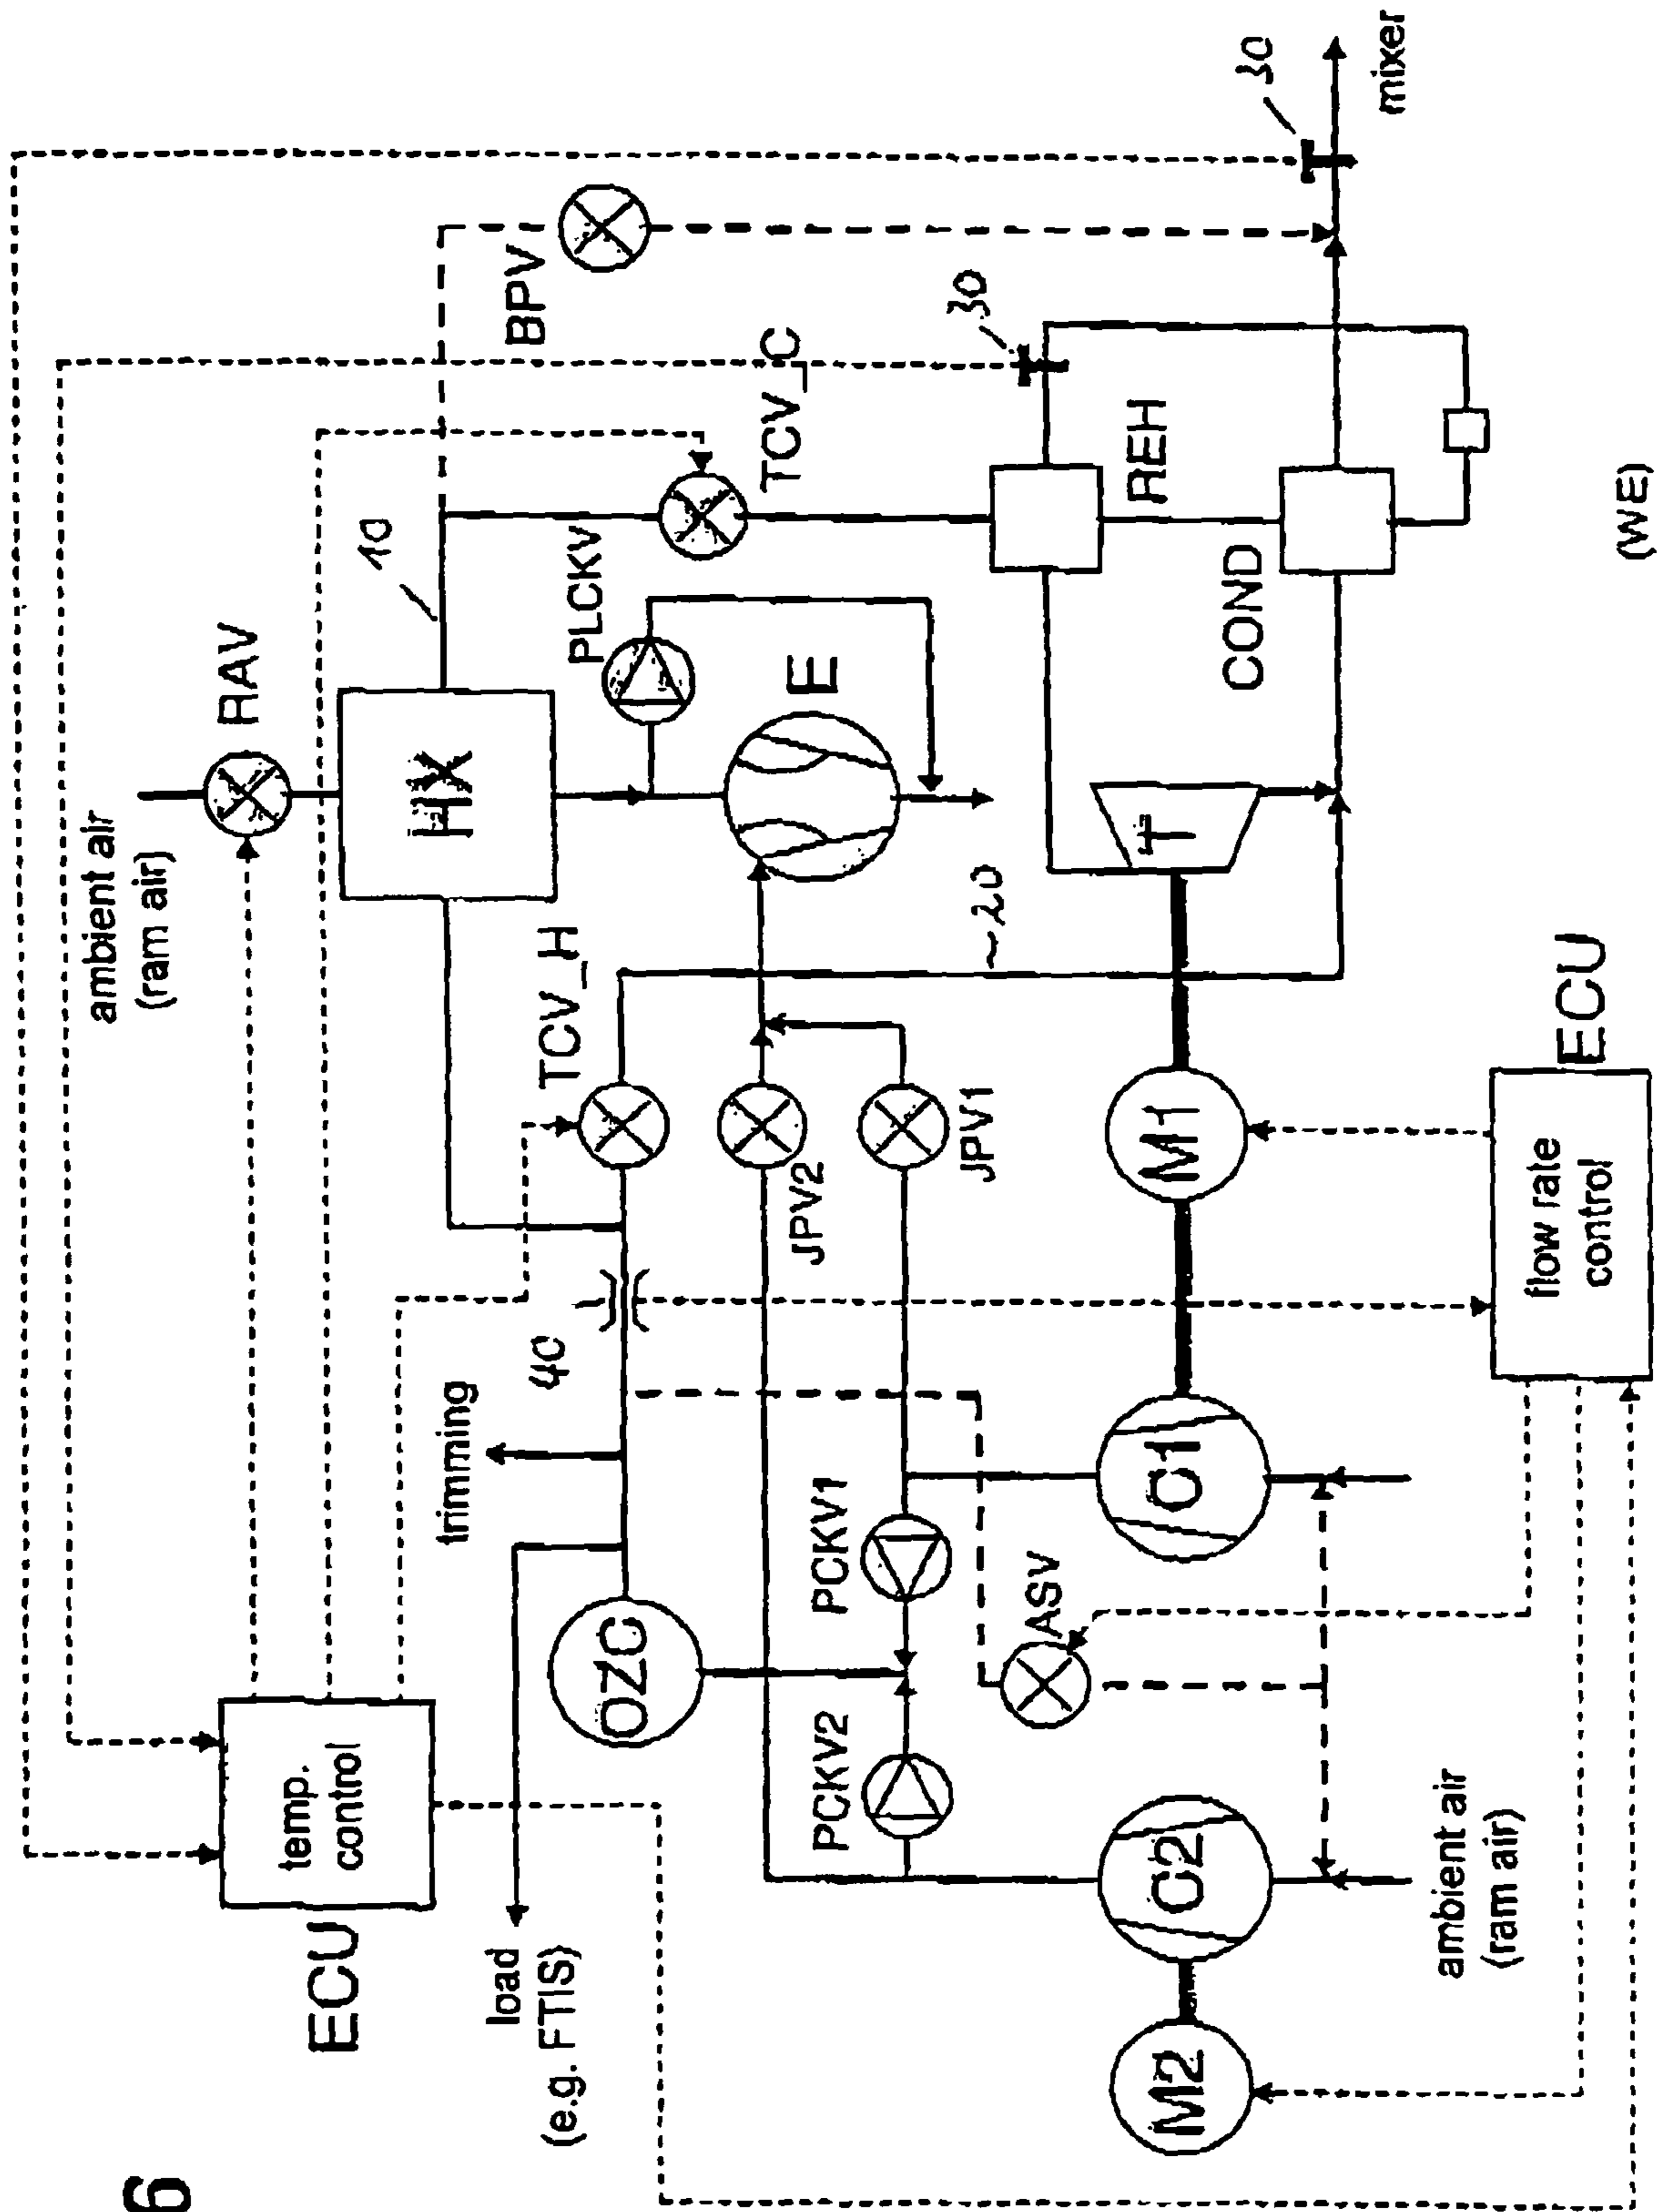 6
ECU
temp.
control
ambient air
(ram air)
RAV
HX
10
BPV
30
mixer
load
(e.g. FTIS)
trimming
40
TCV_H
PLCKV
TCV_C
30
OZC
JPV2
E
PCKV2
PCKV1
JPV1
~20
REH
ASV
T
COND
M2
C2
C1
M1
ambient air
(ram air)
flow rate
control
ECU
(WE)